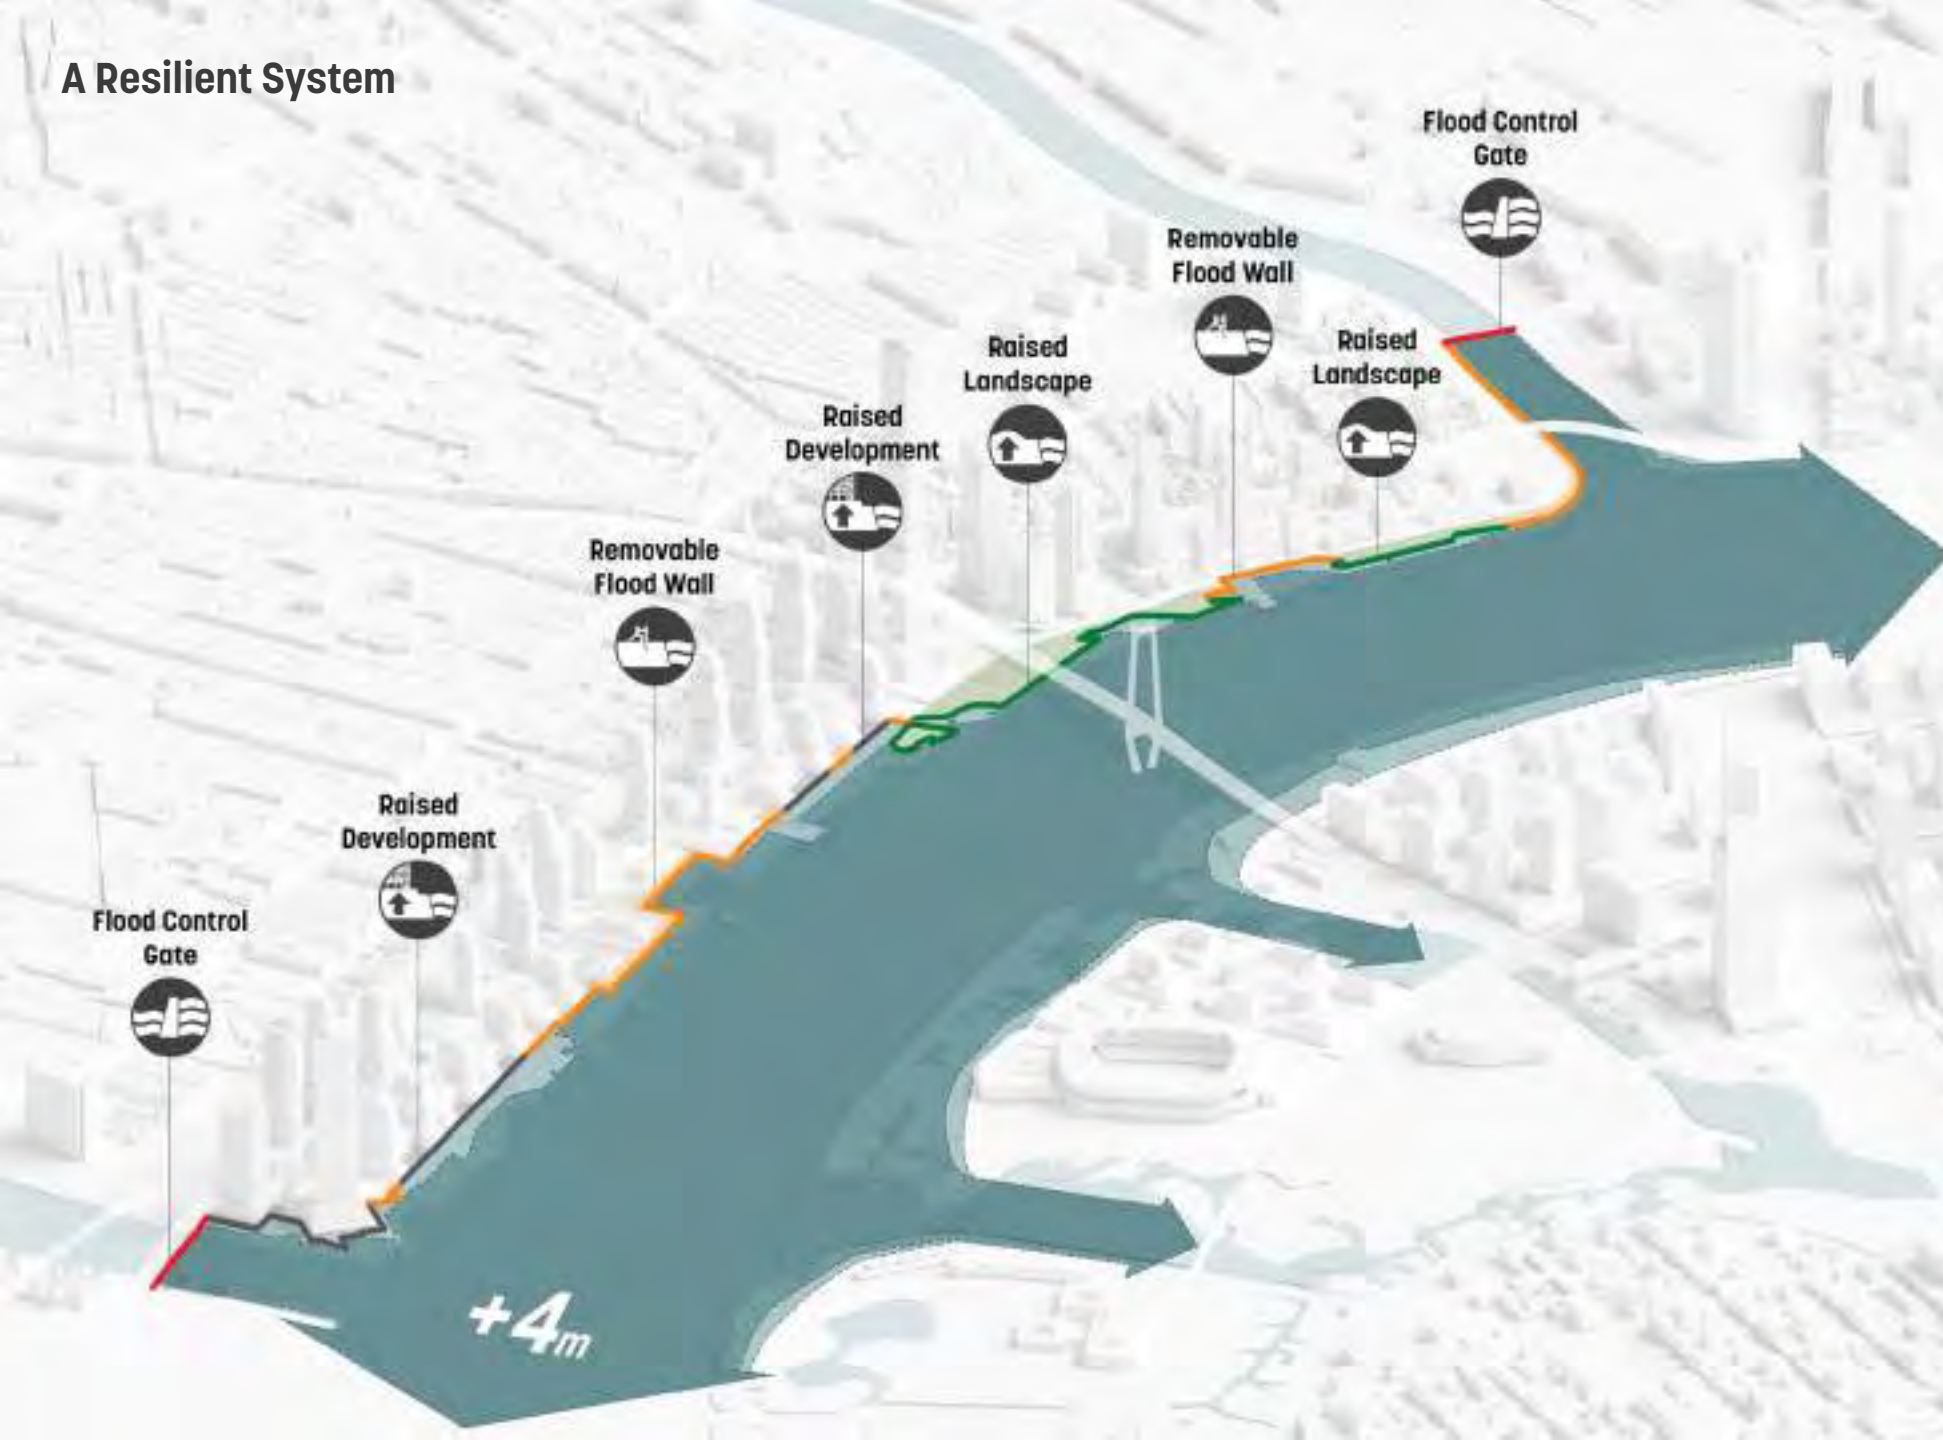 A Resilient System
Flood Control
Gate
Removable
Flood Wall
Raised
Landscape
Raised
Landscape
Raised
Development
Removable
Flood Wall
Raised
Development
Flood Control
Gate
+4m